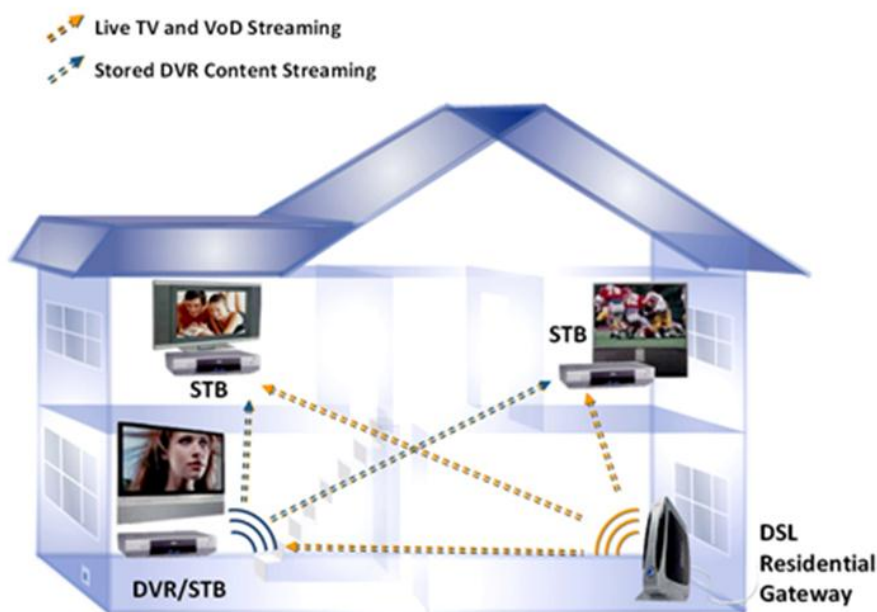 Live TV and VoD Streaming
Stored DVR Content Streaming
STB
STB
DVR/STB
DSL
Residential
Gateway